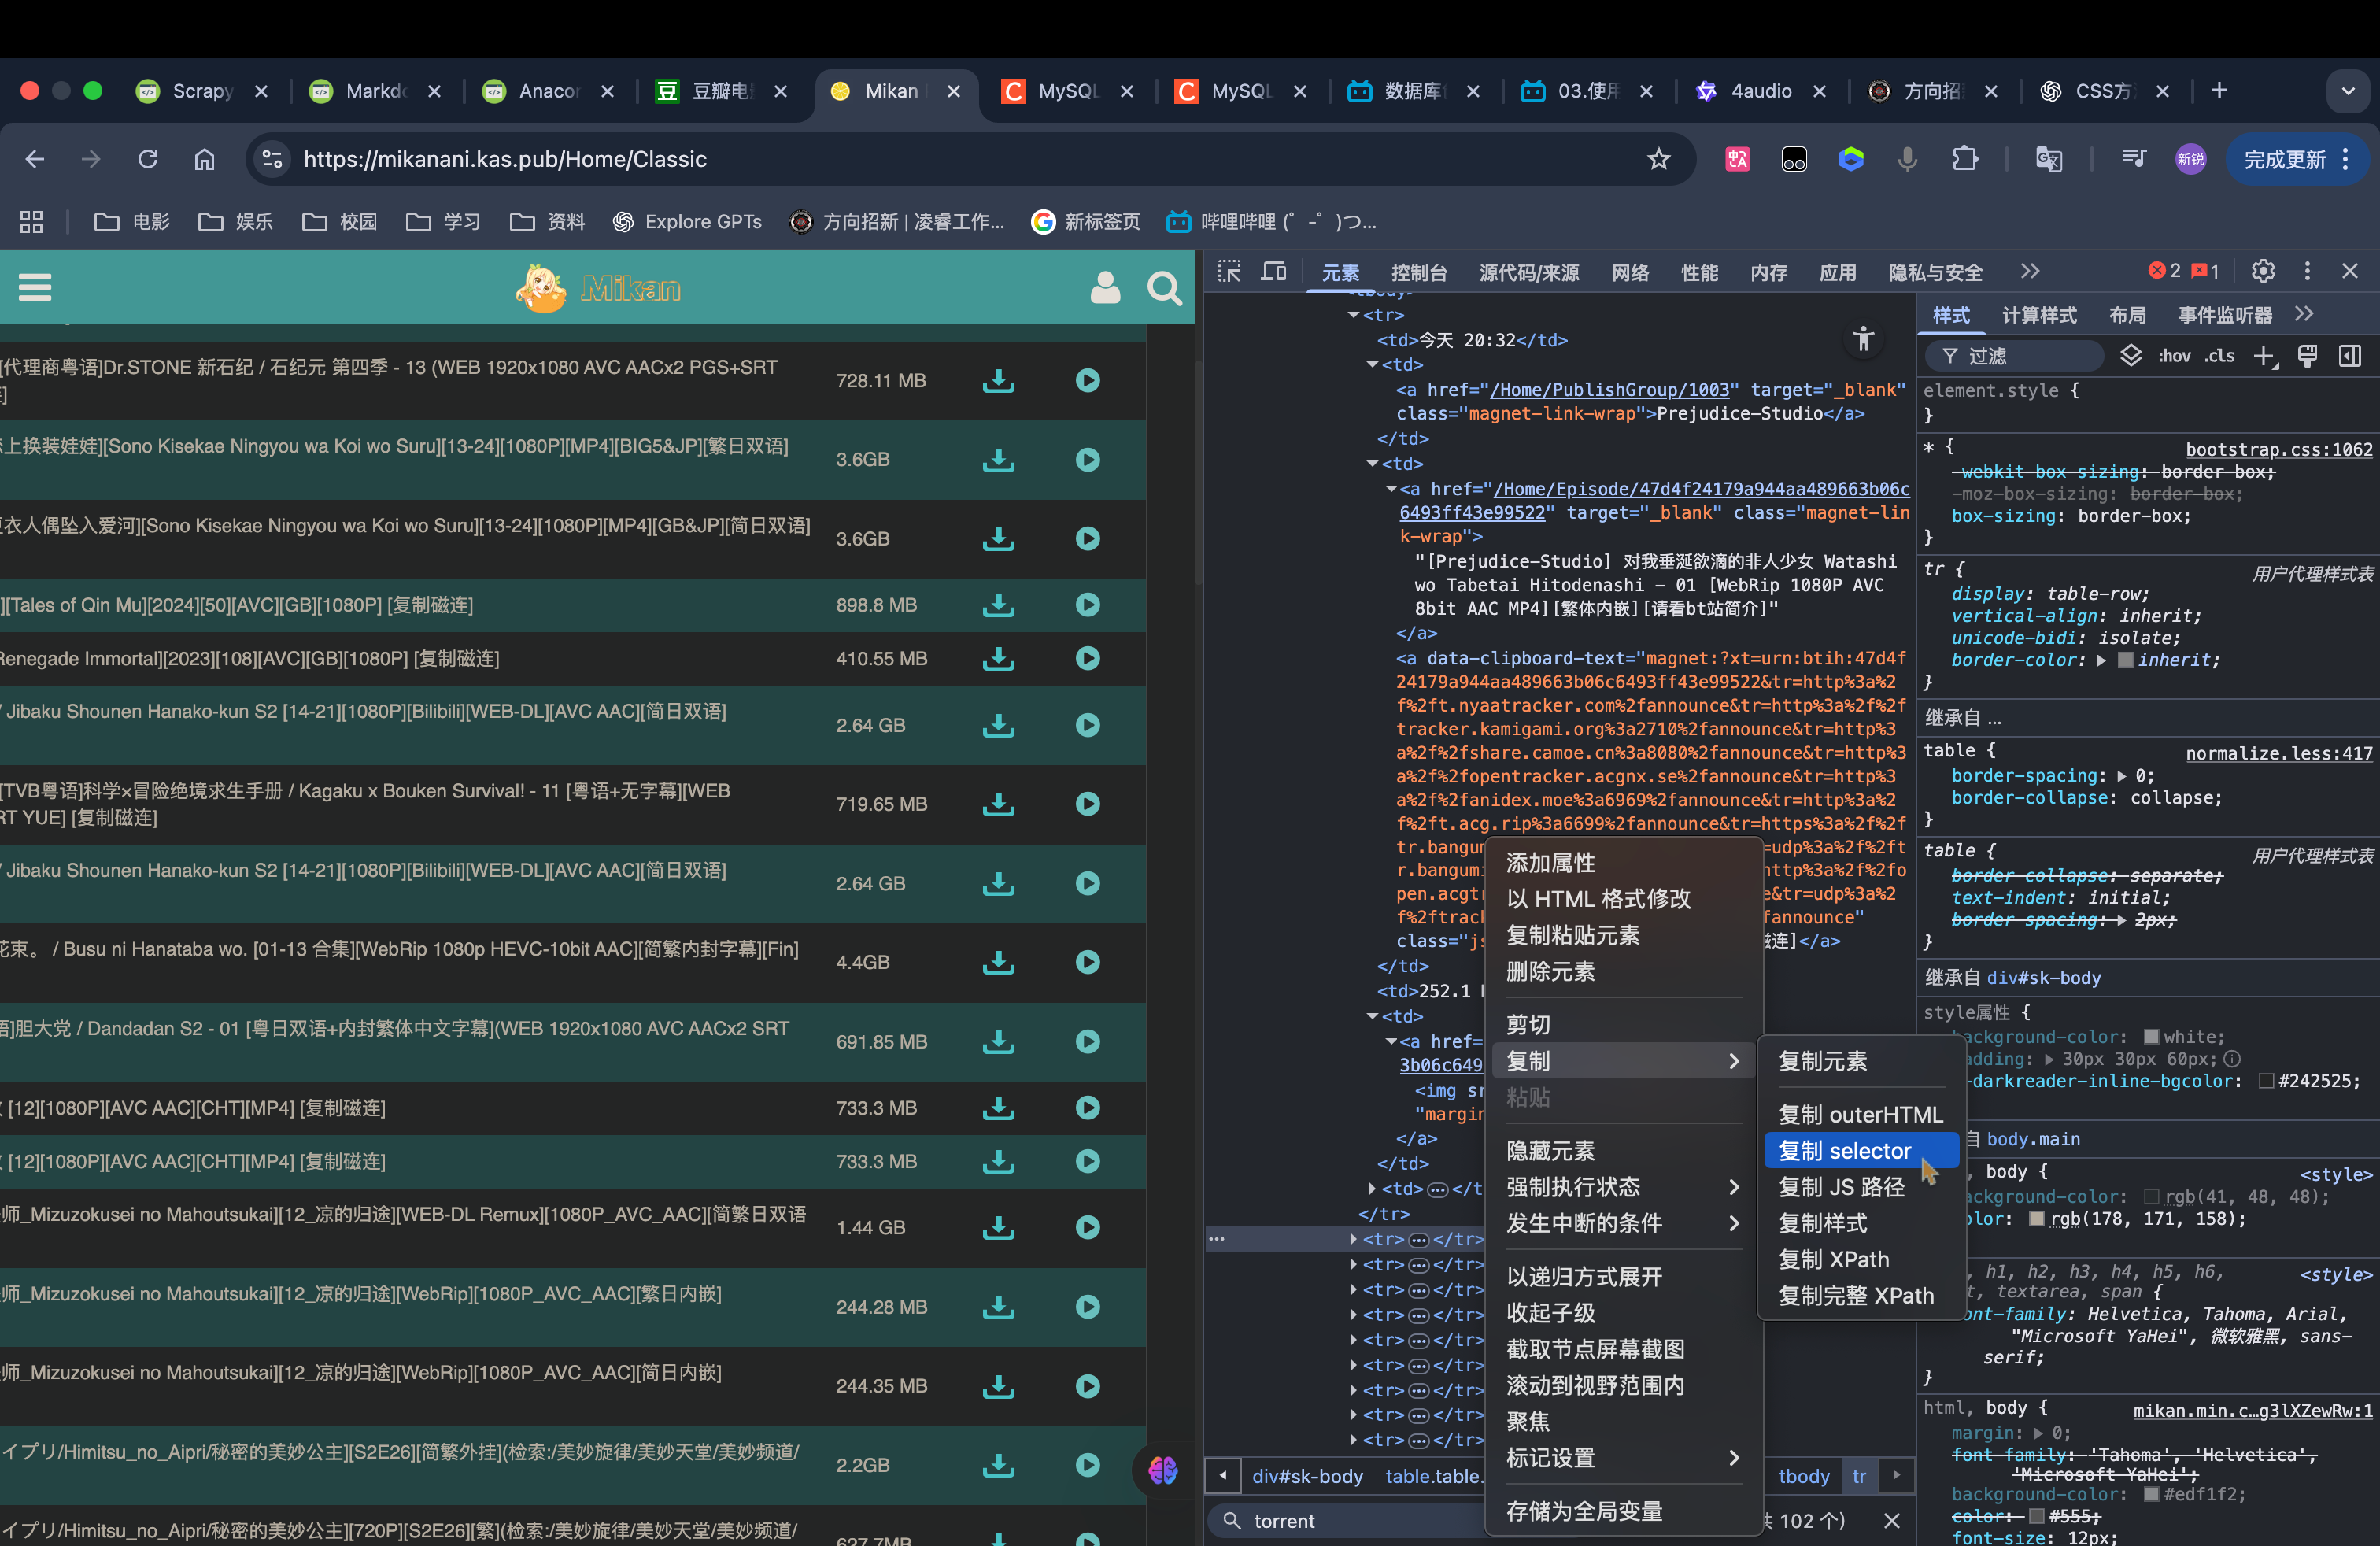 Scrapy
Markdo
Anacon
豆瓣电
Mikan
MySQL
MySQL
数据库
03.使用
4audio
方向招
CSS方
https://mikanani.kas.pub/Home/Classic
新锐
完成更新
电影
娱乐
校园
学习
资料
Explore GPTs
方向招新 | 凌睿工作...
新标签页
哔哩哔哩 (゜-゜)つ...
Mikan
[代理商粤语]Dr.STONE 新石纪 / 石纪元 第四季 - 13 (WEB 1920x1080 AVC AACx2 PGS+SRT
]
728.11 MB
上换装娃娃][Sono Kisekae Ningyou wa Koi wo Suru][13-24][1080P][MP4][BIG5&JP][繁日双语]
3.6GB
衣人偶坠入爱河][Sono Kisekae Ningyou wa Koi wo Suru][13-24][1080P][MP4][GB&JP][简日双语]
3.6GB
][Tales of Qin Mu][2024][50][AVC][GB][1080P] [复制磁连]
898.8 MB
Renegade Immortal][2023][108][AVC][GB][1080P] [复制磁连]
410.55 MB
/ Jibaku Shounen Hanako-kun S2 [14-21][1080P][Bilibili][WEB-DL][AVC AAC][简日双语]
2.64 GB
[TVB粤语]科学×冒险绝境求生手册 / Kagaku x Bouken Survival! - 11 [粤语+无字幕][WEB
RT YUE] [复制磁连]
719.65 MB
/ Jibaku Shounen Hanako-kun S2 [14-21][1080P][Bilibili][WEB-DL][AVC AAC][简日双语]
2.64 GB
花束。 / Busu ni Hanataba wo. [01-13 合集][WebRip 1080p HEVC-10bit AAC][简繁内封字幕][Fin]
4.4GB
语]胆大党 / Dandadan S2 - 01 [粤日双语+内封繁体中文字幕](WEB 1920x1080 AVC AACx2 SRT
691.85 MB
[12][1080P][AVC AAC][CHT][MP4] [复制磁连]
733.3 MB
[12][1080P][AVC AAC][CHT][MP4] [复制磁连]
733.3 MB
师_Mizuzokusei no Mahoutsukai][12_凉的归途][WEB-DL Remux][1080P_AVC_AAC][简繁日双语
1.44 GB
师_Mizuzokusei no Mahoutsukai][12_凉的归途][WebRip][1080P_AVC_AAC][繁日内嵌]
244.28 MB
师_Mizuzokusei no Mahoutsukai][12_凉的归途][WebRip][1080P_AVC_AAC][简日内嵌]
244.35 MB
イプリ/Himitsu_no_Aipri/秘密的美妙公主][S2E26][简繁外挂](检索:/美妙旋律/美妙天堂/美妙频道/
2.2GB
イプリ/Himitsu_no_Aipri/秘密的美妙公主][720P][S2E26][繁](检索:/美妙旋律/美妙天堂/美妙频道/
627.7MB
元素
控制台
源代码/来源
网络
性能
内存
应用
隐私与安全
2
1
<tbody>
<tr>
<td>今天 20:32</td>
<td>
<a href="/Home/PublishGroup/1003" target="_blank"
class="magnet-link-wrap">Prejudice-Studio</a>
</td>
<td>
<a href="/Home/Episode/47d4f24179a944aa489663b06c
6493ff43e99522" target="_blank" class="magnet-lin
k-wrap">
"[Prejudice-Studio] 对我垂涎欲滴的非人少女 Watashi
wo Tabetai Hitodenashi - 01 [WebRip 1080P AVC
8bit AAC MP4][繁体内嵌][请看bt站简介]"
</a>
<a data-clipboard-text="magnet:?xt=urn:btih:47d4f
24179a944aa489663b06c6493ff43e99522&tr=http%3a%2
f%2ft.nyaatracker.com%2fannounce&tr=http%3a%2f%2f
tracker.kamigami.org%3a2710%2fannounce&tr=http%3
a%2f%2fshare.camoe.cn%3a8080%2fannounce&tr=http%3
a%2f%2fopentracker.acgnx.se%2fannounce&tr=http%3
a%2f%2fanidex.moe%3a6969%2fannounce&tr=http%3a%2
f%2ft.acg.rip%3a6699%2fannounce&tr=https%3a%2f%2f
tr.bangum =udp%3a%2f%2ft
r.bangumi http%3a%2f%2fo
pen.acgt e&tr=udp%3a%2
f%2ftrac fannounce"
class="js 磁连]</a>
</td>
<td>252.1
<td>
<a href=
3b06c649
<img sr
"margin
</a>
</td>
<td>…</t
</tr>
<tr>…</tr>
<tr>…</tr>
<tr>…</tr>
<tr>…</tr>
<tr>…</tr>
<tr>…</tr>
<tr>…</tr>
<tr>…</tr>
<tr>…</tr>
div#sk-body
table.table.
tbody
tr
torrent
102 个)
添加属性
以 HTML 格式修改
复制粘贴元素
删除元素
剪切
复制
粘贴
隐藏元素
强制执行状态
发生中断的条件
以递归方式展开
收起子级
截取节点屏幕截图
滚动到视野范围内
聚焦
标记设置
存储为全局变量
复制元素
复制 outerHTML
复制 selector
复制 JS 路径
复制样式
复制 XPath
复制完整 XPath
样式
计算样式
布局
事件监听器
过滤
:hov
.cls
element.style {
}
* {
bootstrap.css:1062
-webkit-box-sizing: border-box;
-moz-box-sizing: border-box;
box-sizing: border-box;
}
tr {
用户代理样式表
display: table-row;
vertical-align: inherit;
unicode-bidi: isolate;
border-color: inherit;
}
继承自 …
table {
normalize.less:417
border-spacing: 0;
border-collapse: collapse;
}
table {
用户代理样式表
border-collapse: separate;
text-indent: initial;
border-spacing: 2px;
}
继承自 div#sk-body
style属性 {
ackground-color: white;
adding: 30px 30px 60px;
-darkreader-inline-bgcolor: #242525;
自 body.main
, body {
<style>
ackground-color: rgb(41, 48, 48);
olor: rgb(178, 171, 158);
, h1, h2, h3, h4, h5, h6,
<style>
t, textarea, span {
ont-family: Helvetica, Tahoma, Arial,
"Microsoft YaHei", 微软雅黑, sans-
serif;
}
html, body {
mikan.min.c…g3lXZewRw:1
margin: 0;
font-family: 'Tahoma', 'Helvetica',
'Microsoft YaHei';
background-color: #edf1f2;
color: #555;
font-size: 12px;